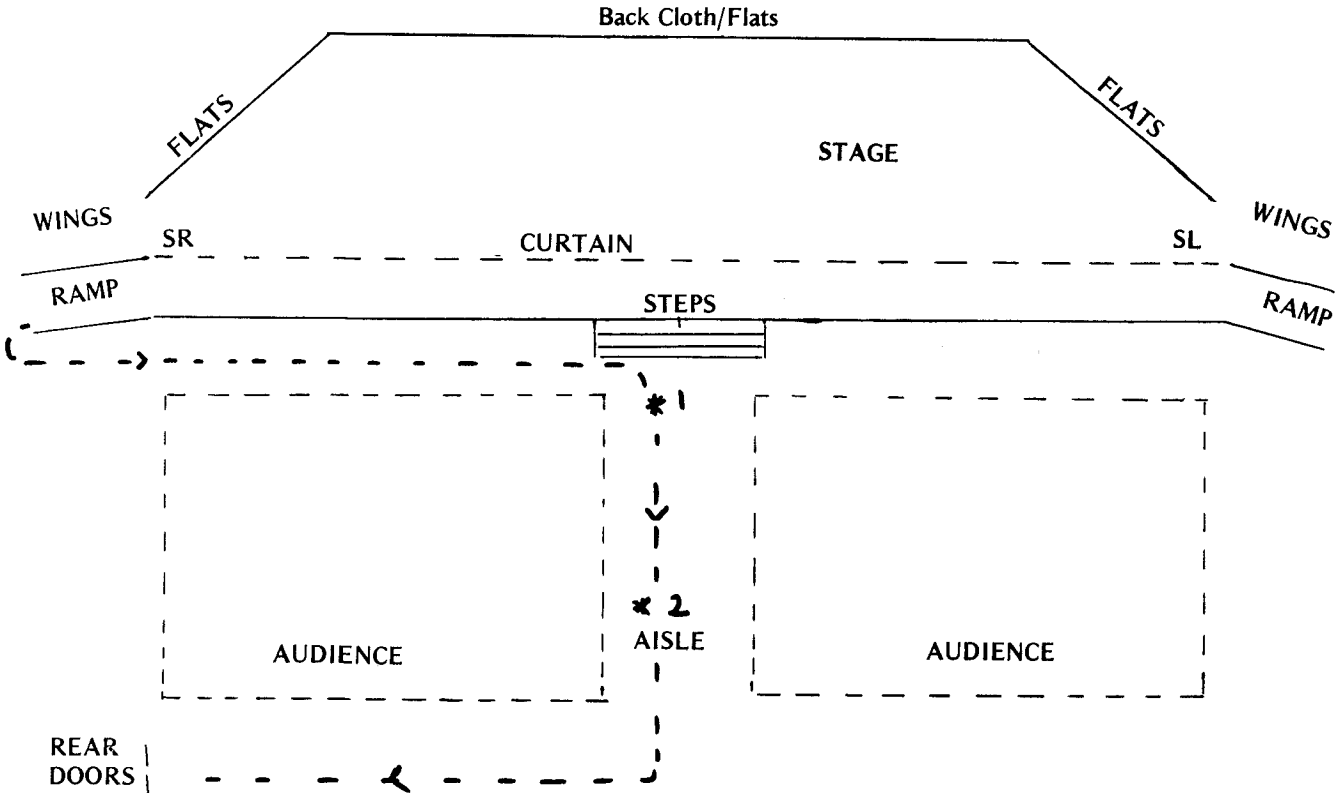 Back Cloth/Flats
FLATS
FLATS
STAGE
WINGS
WINGS
SR
CURTAIN
SL
RAMP
STEPS
RAMP
* 1
* 2
AISLE
AUDIENCE
AUDIENCE
REAR
DOORS